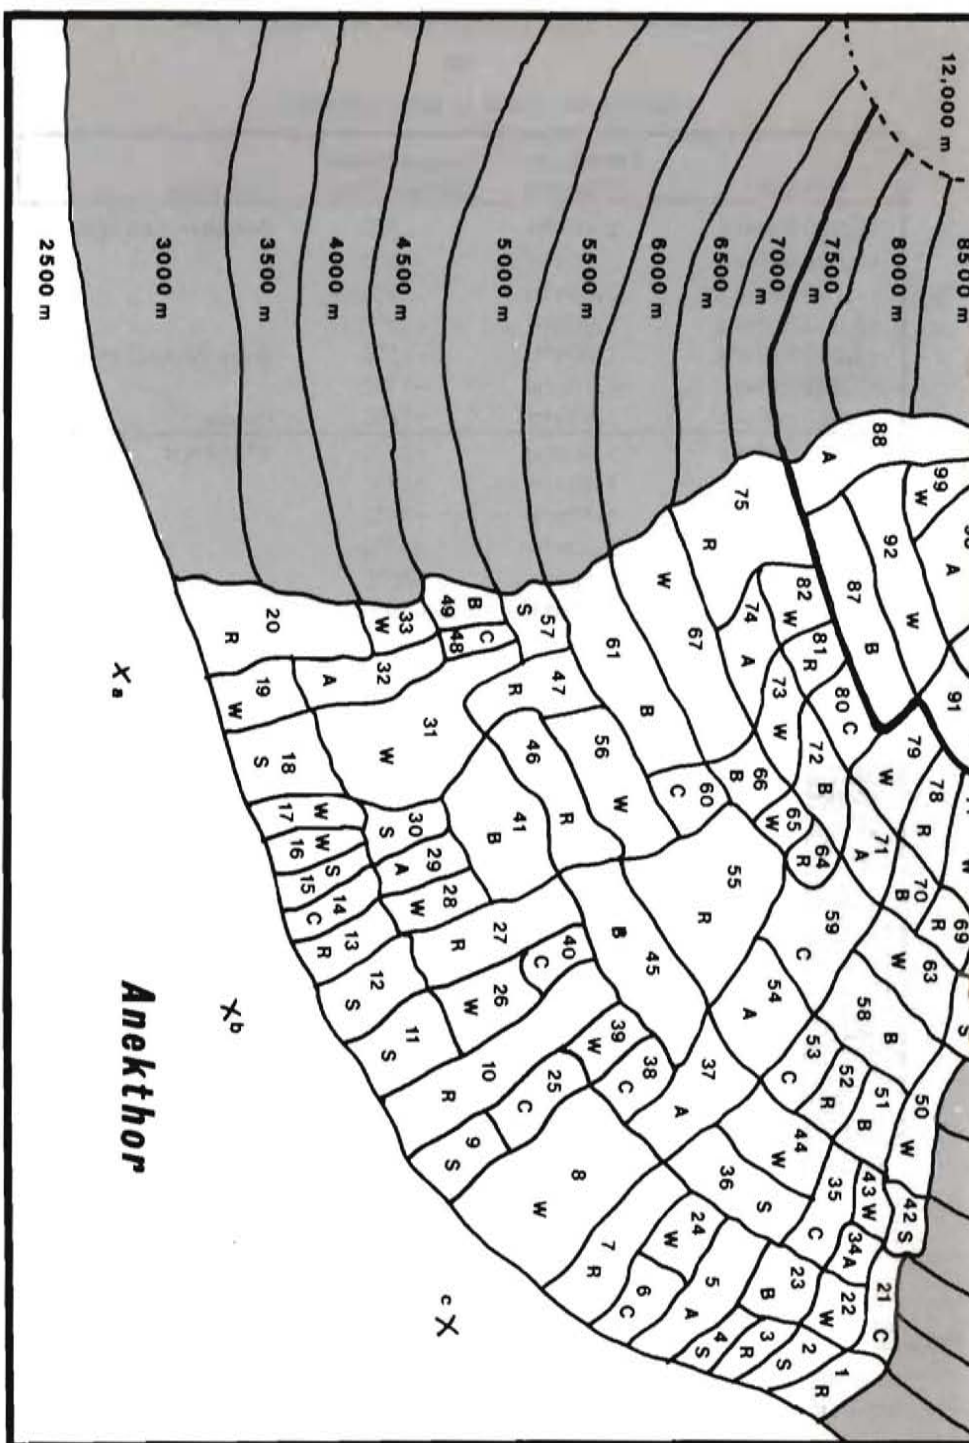 12,000 m
8500 m
8000 m
7500 m
7000 m
6500 m
6000 m
5500 m
5000 m
4500 m
4000 m
3500 m
3000 m
2500 m
88 A
99 W
A
92 W
87 B
91
75 R
82 W
81 R
80 C
79 W
78 R
W
74 A
73 W
72 B
71 A
70 B
69 R
67 W
66 B
65 W
64 R
63 W
S
61 B
60 C
59 C
58 B
57 S
56 W
55 R
54 A
53 C
52 R
51 B
50 W
49 B
48 C
47 R
46 R
45 B
44 W
43 W
42 S
41 B
40 C
39 W
38 C
37 A
36 S
35 C
34 A
33 W
32 A
31 W
30 S
29 A
28 W
27 R
26 W
25 C
24 W
23 B
22 W
21 C
20 R
19 W
18 S
17 W
16 W
15 S
14 C
13 R
12 S
11 S
10 R
9 S
8 W
7 R
6 C
5 A
4 S
3 R
2 S
1 R
X a
X b
c X
Anekthor